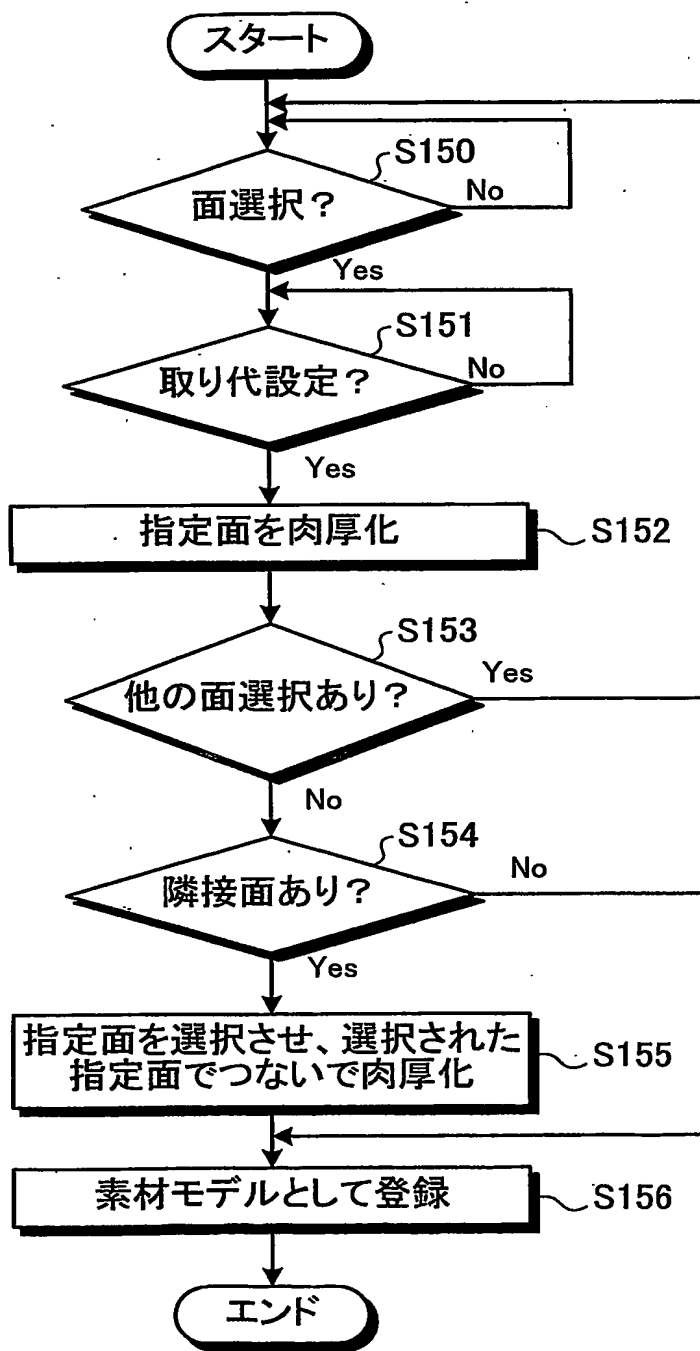 スタート
S150
面選択？
No
Yes
S151
取り代設定？
No
Yes
指定面を肉厚化
S152
S153
他の面選択あり？
Yes
No
S154
隣接面あり？
No
Yes
指定面を選択させ、選択された
指定面でつないで肉厚化
S155
素材モデルとして登録
S156
エンド